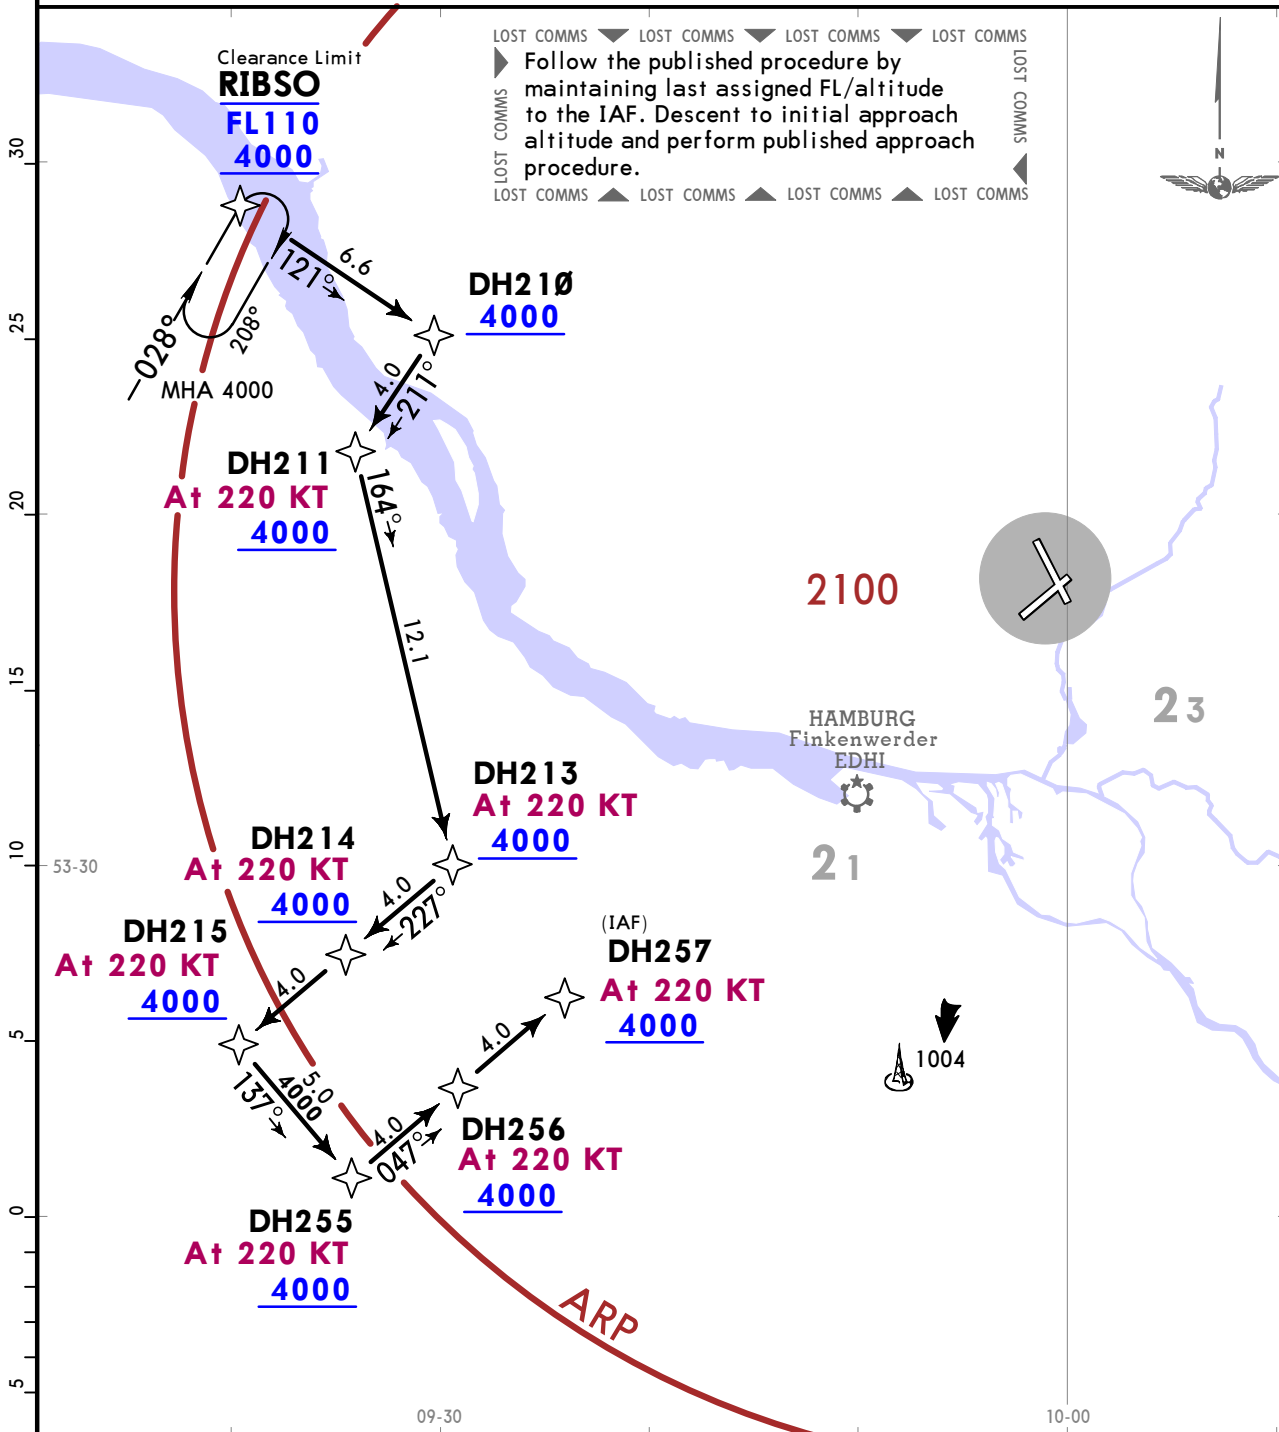 LOST COMMS LOST COMMS LOST COMMS LOST COMMS
Follow the published procedure by
maintaining last assigned FL/altitude
to the IAF. Descent to initial approach
altitude and perform published approach
procedure.
LOST COMMS
LOST COMMS
LOST COMMS LOST COMMS LOST COMMS LOST COMMS
N
Clearance Limit
RIBSO
FL110
4000
30
6.6
121°
DH21Ø
4000
25
028°
208°
MHA 4000
4.0
211°
DH211
At 220 KT
4000
164°
20
2100
12.1
15
23
HAMBURG
Finkenwerder
EDHI
DH213
At 220 KT
4000
DH214
At 220 KT
4000
10
53-30
4.0
227°
21
DH215
At 220 KT
4000
4.0
(IAF)
DH257
At 220 KT
4000
5
4.0
1004
5.0
4000
137°
4.0
047°
DH256
At 220 KT
4000
0
DH255
At 220 KT
4000
ARP
5
09-30
10-00